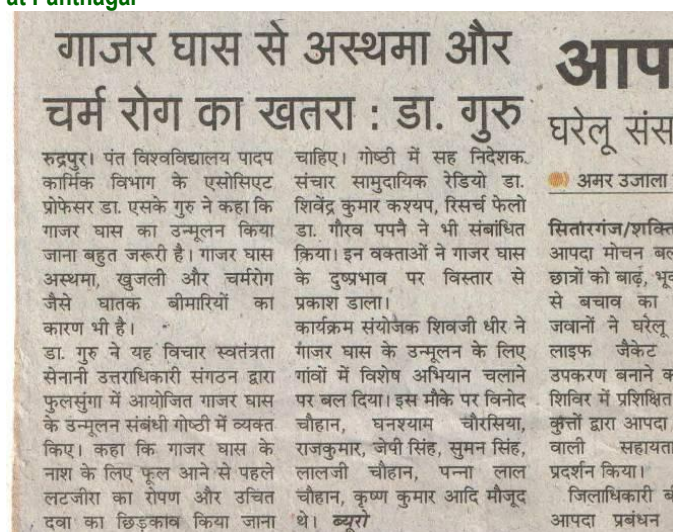 at Pantnagar
गाजर घास से अस्थमा और
चर्म रोग का खतरा : डा. गुरु
रुद्रपुर। पंत विश्वविद्यालय पादप
कार्मिक विभाग के एसोसिएट
प्रोफेसर डा. एसके गुरु ने कहा कि
गाजर घास का उन्मूलन किया
जाना बहुत जरूरी है। गाजर घास
अस्थमा, खुजली और चर्मरोग
जैसे घातक बीमारियों का
कारण भी है।
डा. गुरु ने यह विचार स्वतंत्रता
सेनानी उत्तराधिकारी संगठन द्वारा
फुलसुंगा में आयोजित गाजर घास
के उन्मूलन संबंधी गोष्ठी में व्यक्त
किए। कहा कि गाजर घास के
नाश के लिए फूल आने से पहले
लटजीरा का रोपण और उचित
दवा का छिड़काव किया जाना
चाहिए। गोष्ठी में सह निदेशक
संचार सामुदायिक रेडियो डा.
शिवेंद्र कुमार कश्यप, रिसर्च फेलो
डा. गौरव पपनै ने भी संबांधित
किया। इन वक्ताओं ने गाजर घास
के दुष्प्रभाव पर विस्तार से
प्रकाश डाला।
कार्यक्रम संयोजक शिवजी धीर ने
गाजर घास के उन्मूलन के लिए
गांवों में विशेष अभियान चलाने
पर बल दिया। इस मौके पर विनोद
चौहान, घनश्याम चौरसिया,
राजकुमार, जेपी सिंह, सुमन सिंह,
लालजी चौहान, पन्ना लाल
चौहान, कृष्ण कुमार आदि मौजूद
थे। ब्यूरो
आप
घरेलू संस
अमर उजाला
सितारगंज/शक्ति
आपदा मोचन बल
छात्रों को बाढ़, भूक
से बचाव का
जवानों ने घरेलू
लाइफ जैकेट
उपकरण बनाने क
शिविर में प्रशिक्षित
कुत्तों द्वारा आपदा
वाली सहायता
प्रदर्शन किया।
जिलाधिकारी बी
आपदा प्रबंधन